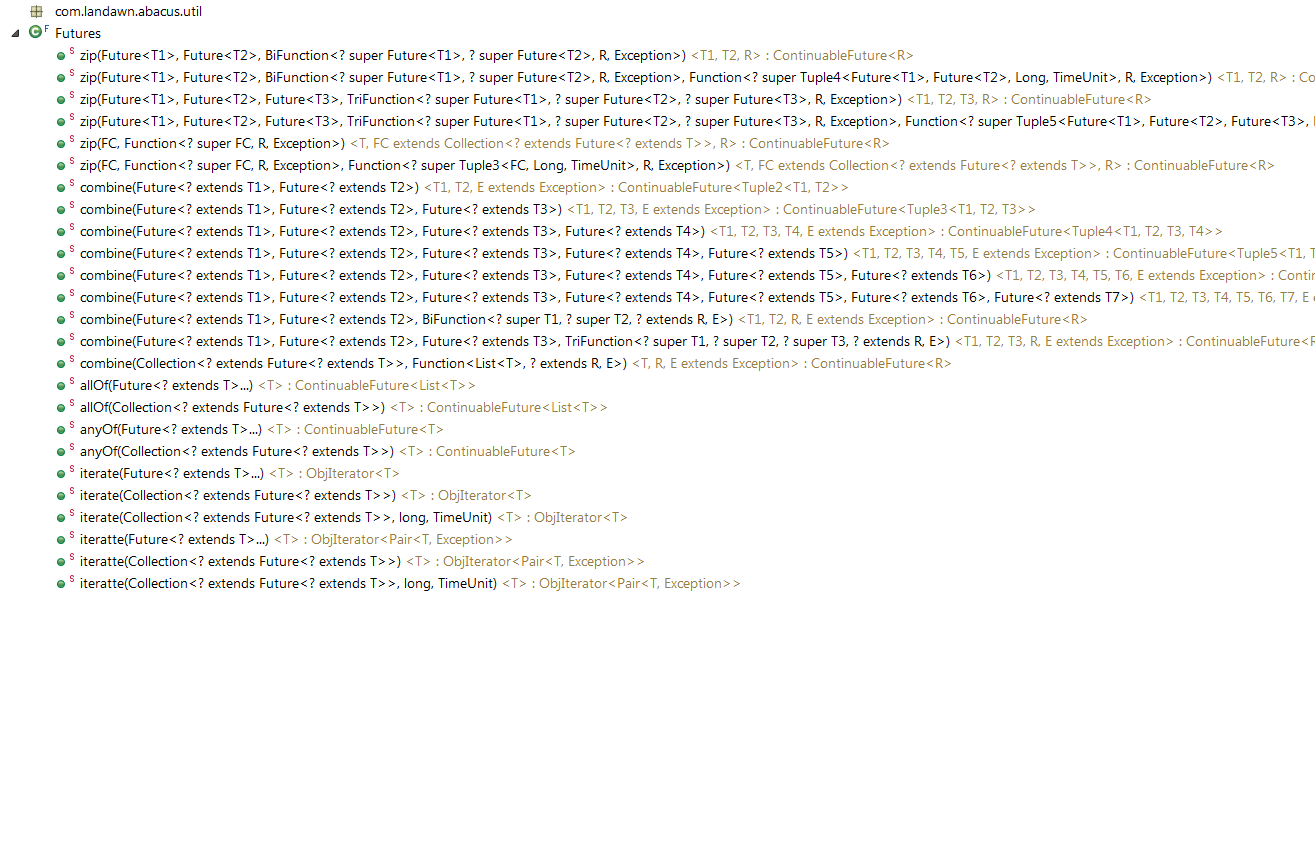 com.landawn.abacus.util
F Futures
S zip(Future<T1>, Future<T2>, BiFunction<? super Future<T1>, ? super Future<T2>, R, Exception>) <T1, T2, R> : ContinuableFuture<R>
S zip(Future<T1>, Future<T2>, BiFunction<? super Future<T1>, ? super Future<T2>, R, Exception>, Function<? super Tuple4<Future<T1>, Future<T2>, Long, TimeUnit>, R, Exception>) <T1, T2, R> : Co
S zip(Future<T1>, Future<T2>, Future<T3>, TriFunction<? super Future<T1>, ? super Future<T2>, ? super Future<T3>, R, Exception>) <T1, T2, T3, R> : ContinuableFuture<R>
S zip(Future<T1>, Future<T2>, Future<T3>, TriFunction<? super Future<T1>, ? super Future<T2>, ? super Future<T3>, R, Exception>, Function<? super Tuple5<Future<T1>, Future<T2>, Future<T3>,
S zip(FC, Function<? super FC, R, Exception>) <T, FC extends Collection<? extends Future<? extends T>>, R> : ContinuableFuture<R>
S zip(FC, Function<? super FC, R, Exception>, Function<? super Tuple3<FC, Long, TimeUnit>, R, Exception>) <T, FC extends Collection<? extends Future<? extends T>>, R> : ContinuableFuture<R>
S combine(Future<? extends T1>, Future<? extends T2>) <T1, T2, E extends Exception> : ContinuableFuture<Tuple2<T1, T2>>
S combine(Future<? extends T1>, Future<? extends T2>, Future<? extends T3>) <T1, T2, T3, E extends Exception> : ContinuableFuture<Tuple3<T1, T2, T3>>
S combine(Future<? extends T1>, Future<? extends T2>, Future<? extends T3>, Future<? extends T4>) <T1, T2, T3, T4, E extends Exception> : ContinuableFuture<Tuple4<T1, T2, T3, T4>>
S combine(Future<? extends T1>, Future<? extends T2>, Future<? extends T3>, Future<? extends T4>, Future<? extends T5>) <T1, T2, T3, T4, T5, E extends Exception> : ContinuableFuture<Tuple5<T1, T
S combine(Future<? extends T1>, Future<? extends T2>, Future<? extends T3>, Future<? extends T4>, Future<? extends T5>, Future<? extends T6>) <T1, T2, T3, T4, T5, T6, E extends Exception> : Contin
S combine(Future<? extends T1>, Future<? extends T2>, Future<? extends T3>, Future<? extends T4>, Future<? extends T5>, Future<? extends T6>, Future<? extends T7>) <T1, T2, T3, T4, T5, T6, T7, E e
S combine(Future<? extends T1>, Future<? extends T2>, BiFunction<? super T1, ? super T2, ? extends R, E>) <T1, T2, R, E extends Exception> : ContinuableFuture<R>
S combine(Future<? extends T1>, Future<? extends T2>, Future<? extends T3>, TriFunction<? super T1, ? super T2, ? super T3, ? extends R, E>) <T1, T2, T3, R, E extends Exception> : ContinuableFuture<R
S combine(Collection<? extends Future<? extends T>>, Function<List<T>, ? extends R, E>) <T, R, E extends Exception> : ContinuableFuture<R>
S allOf(Future<? extends T>...) <T> : ContinuableFuture<List<T>>
S allOf(Collection<? extends Future<? extends T>>) <T> : ContinuableFuture<List<T>>
S anyOf(Future<? extends T>...) <T> : ContinuableFuture<T>
S anyOf(Collection<? extends Future<? extends T>>) <T> : ContinuableFuture<T>
S iterate(Future<? extends T>...) <T> : ObjIterator<T>
S iterate(Collection<? extends Future<? extends T>>) <T> : ObjIterator<T>
S iterate(Collection<? extends Future<? extends T>>, long, TimeUnit) <T> : ObjIterator<T>
S iteratte(Future<? extends T>...) <T> : ObjIterator<Pair<T, Exception>>
S iteratte(Collection<? extends Future<? extends T>>) <T> : ObjIterator<Pair<T, Exception>>
S iteratte(Collection<? extends Future<? extends T>>, long, TimeUnit) <T> : ObjIterator<Pair<T, Exception>>